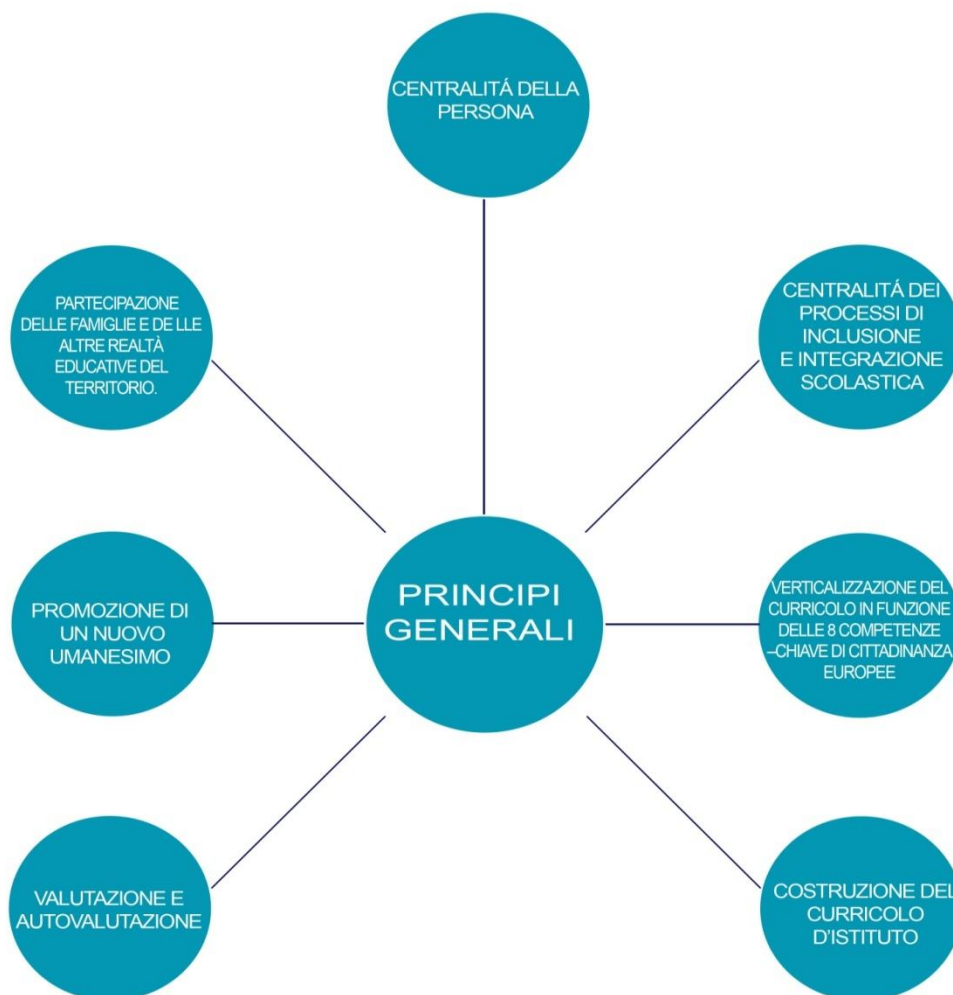 CENTRALITÁ DELLA
PERSONA
PARTECIPAZIONE
DELLE FAMIGLIE E DE LLE
ALTRE REALTÀ
EDUCATIVE DEL
TERRITORIO.
CENTRALITÁ DEI
PROCESSI DI
INCLUSIONE
E INTEGRAZIONE
SCOLASTICA
PRINCIPI
GENERALI
PROMOZIONE DI
UN NUOVO
UMANESIMO
VERTICALIZZAZIONE DEL
CURRICOLO IN FUNZIONE
DELLE 8 COMPETENZE
–CHIAVE DI CITTADINANZA
EUROPEE
VALUTAZIONE E
AUTOVALUTAZIONE
COSTRUZIONE DEL
CURRICOLO
D'ISTITUTO